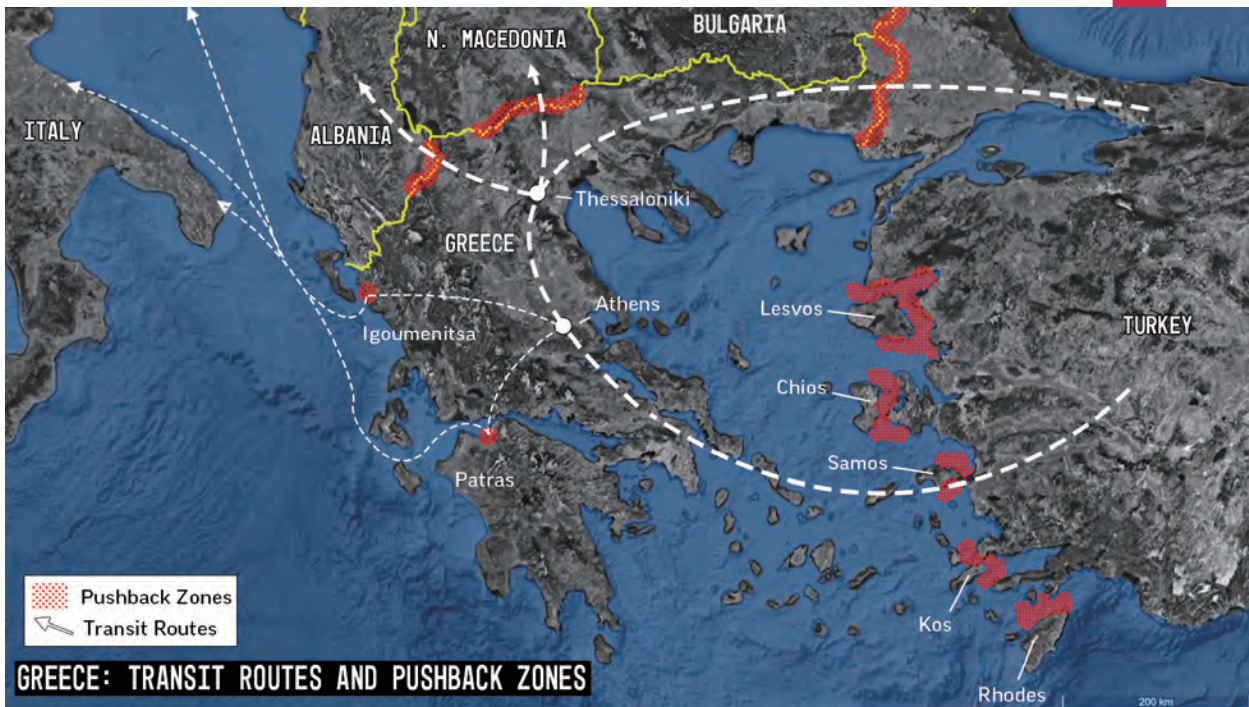 BULGARIA
N. MACEDONIA
ITALY
ALBANIA
Thessaloniki
GREECE
Athens
Lesvos
Igoumenitsa
TURKEY
Chios
Samos
Patras
Pushback Zones
Kos
Transit Routes
GREECE: TRANSIT ROUTES AND PUSHBACK ZONES
Rhodes
200 km